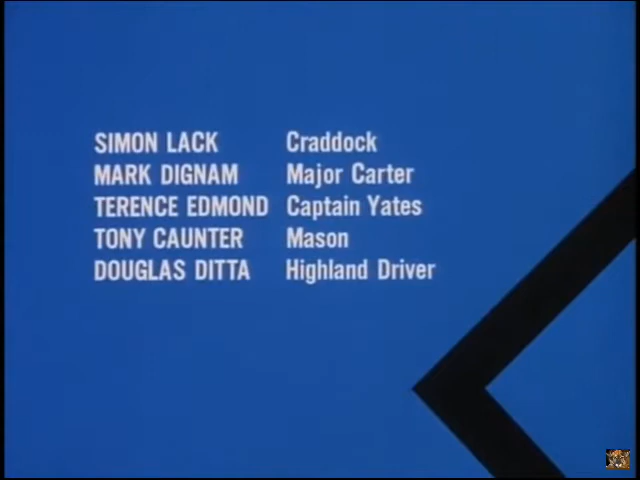 SIMON LACK Craddock
MARK DIGNAM Major Carter
TERENCE EDMOND Captain Yates
TONY CAUNTER Mason
DOUGLAS DITTA Highland Driver